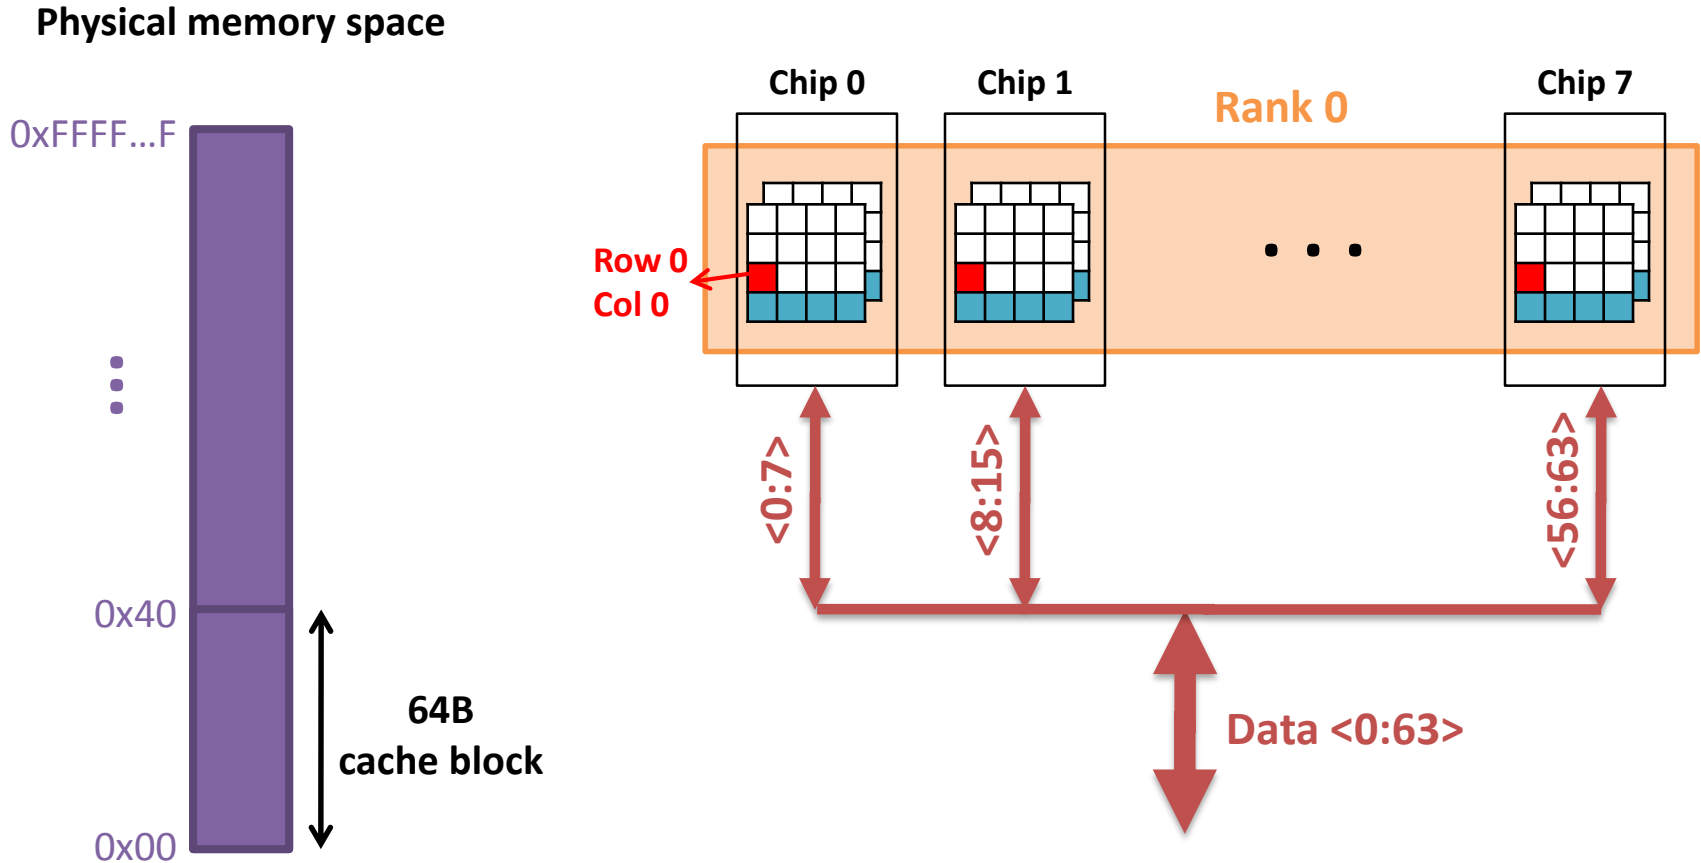 Physical memory space
0xFFFF...F
0x40
0x00
64B
cache block
Chip 0
Chip 1
Chip 7
Rank 0
Row 0
Col 0
. . .
<0:7>
<8:15>
<56:63>
Data <0:63>